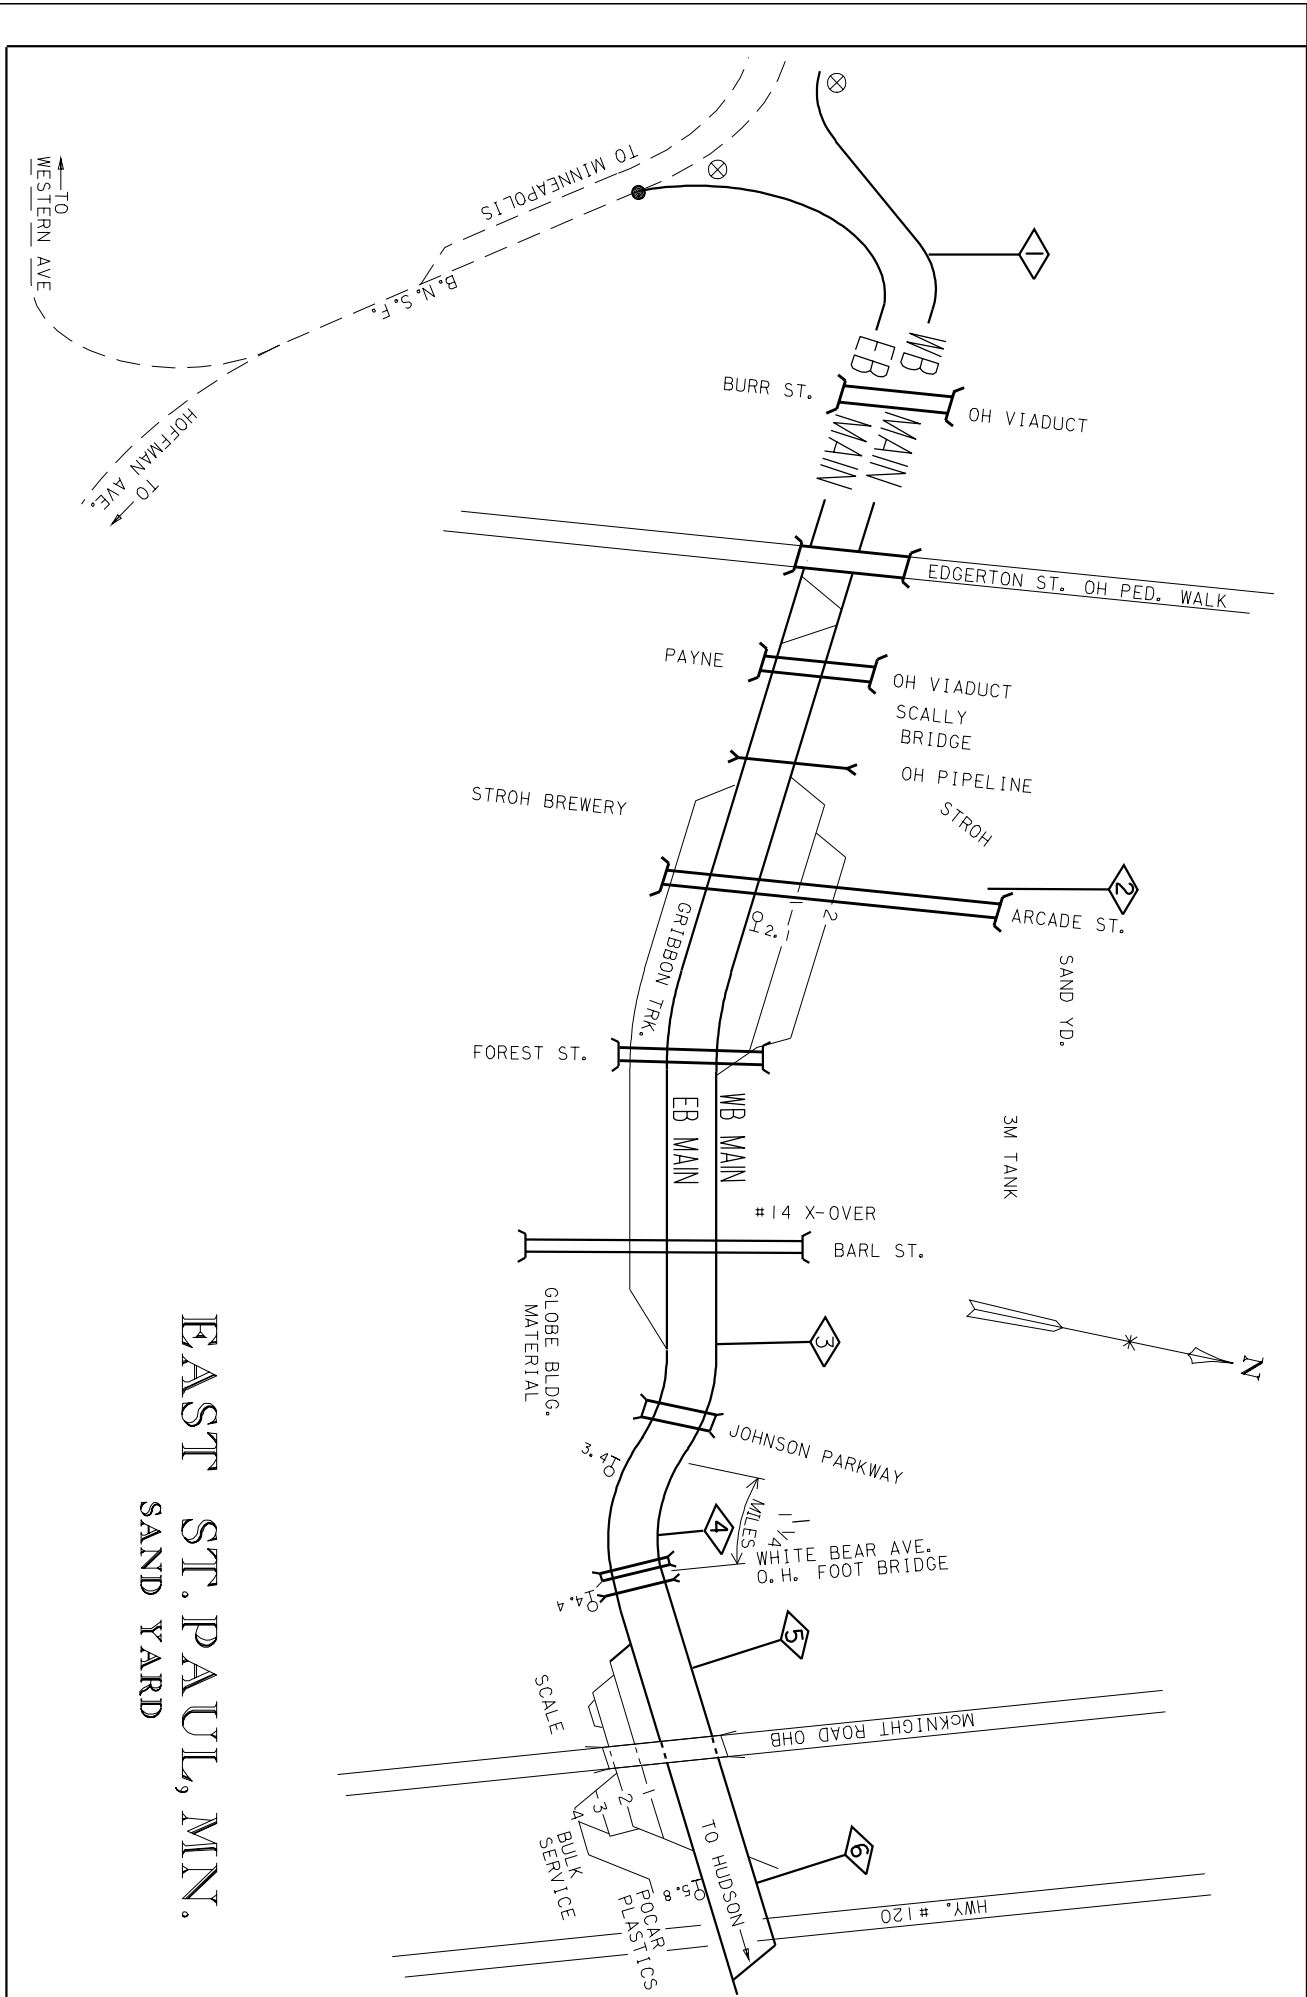 TO
WESTERN AVE
TO MINNEAPOLIS
B.N.S.F.
TO
HOFFMAN AVE.
1
WB
EB
BURR ST.
OH VIADUCT
MAIN
MAIN
EDGERTON ST. OH PED. WALK
PAYNE
OH VIADUCT
SCALLY
BRIDGE
OH PIPELINE
STROH BREWERY
STROH
2
1
2
2.
ARCADE ST.
GRIBBON TRK.
SAND YD.
FOREST ST.
WB MAIN
EB MAIN
3M TANK
#14 X-OVER
BARL ST.
GLOBE BLDG.
MATERIAL
3
N
JOHNSON PARKWAY
3.4
1 1/4
MILES
4
WHITE BEAR AVE.
O.H. FOOT BRIDGE
4.4
5
SCALE
McKNIGHT ROAD OHB
1
2
3
4
BULK
SERVICE
TO HUDSON
6
5.8
POCAR
PLASTICS
HWY. #120
EAST ST. PAUL, MN.
SAND YARD